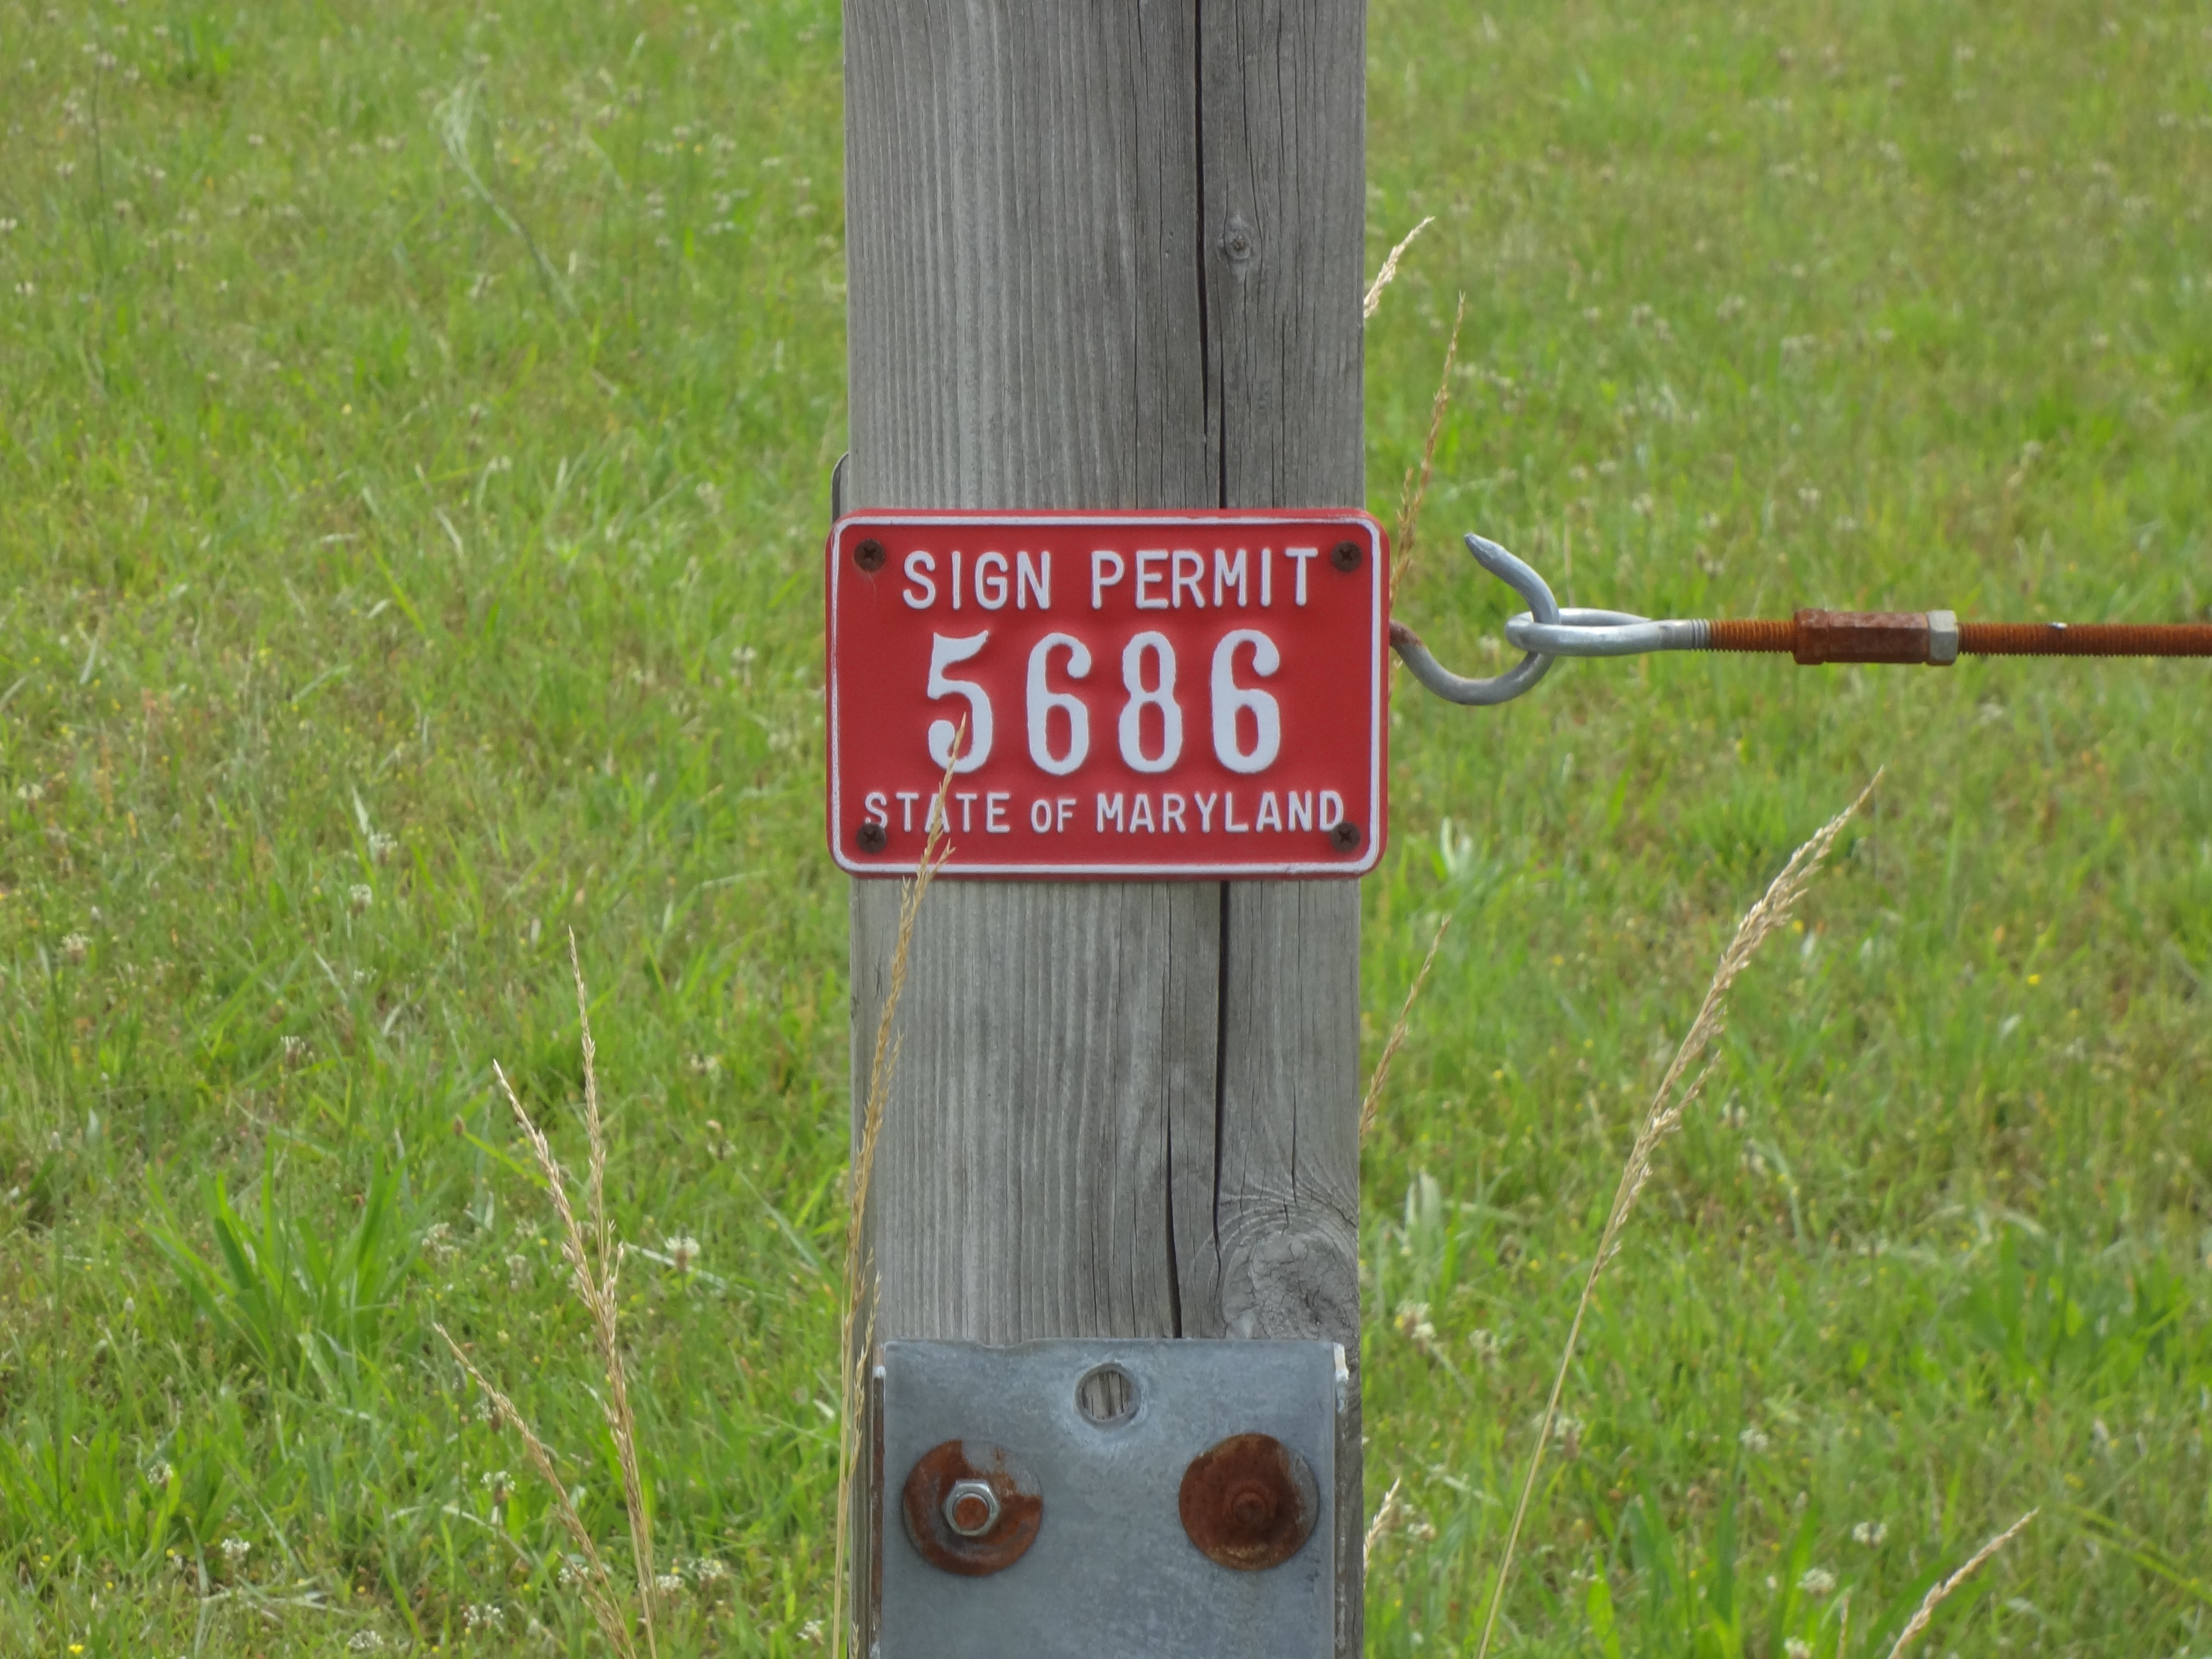 SIGN PERMIT
5686
STATE OF MARYLAND